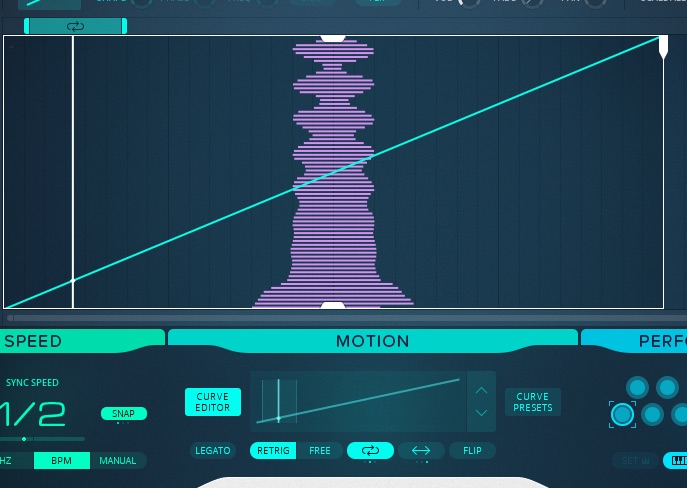 SPEED
MOTION
SYNC SPEED
1/2
SNAP
CURVE
EDITOR
CURVE
PRESETS
HZ
BPM
MANUAL
LEGATO
RETRIG
FREE
FLIP
SET